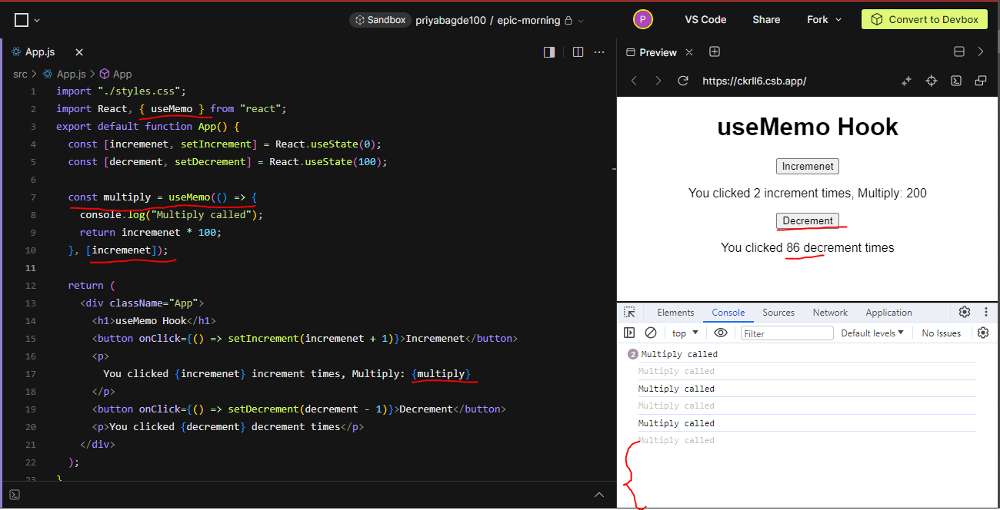 Sandbox priyabagde100 / epic-morning
P VS Code Share Fork Convert to Devbox
App.js
src > App.js > App
1 import "./styles.css";
2 import React, { useMemo } from "react";
3 export default function App() {
4 const [incremenet, setIncrement] = React.useState(0);
5 const [decrement, setDecrement] = React.useState(100);
6
7 const multiply = useMemo(() => {
8 console.log("Multiply called");
9 return incremenet * 100;
10 }, [incremenet]);
11
12 return (
13 <div className="App">
14 <h1>useMemo Hook</h1>
15 <button onClick={() => setIncrement(incremenet + 1)}>Incremenet</button>
16 <p>
17 You clicked {incremenet} increment times, Multiply: {multiply}
18 </p>
19 <button onClick={() => setDecrement(decrement - 1)}>Decrement</button>
20 <p>You clicked {decrement} decrement times</p>
21 </div>
22 );
23 }
Preview
https://ckrll6.csb.app/
useMemo Hook
Incremenet
You clicked 2 increment times, Multiply: 200
Decrement
You clicked 86 decrement times
Elements Console Sources Network Application
top Filter Default levels No Issues
2 Multiply called
Multiply called
Multiply called
Multiply called
Multiply called
Multiply called